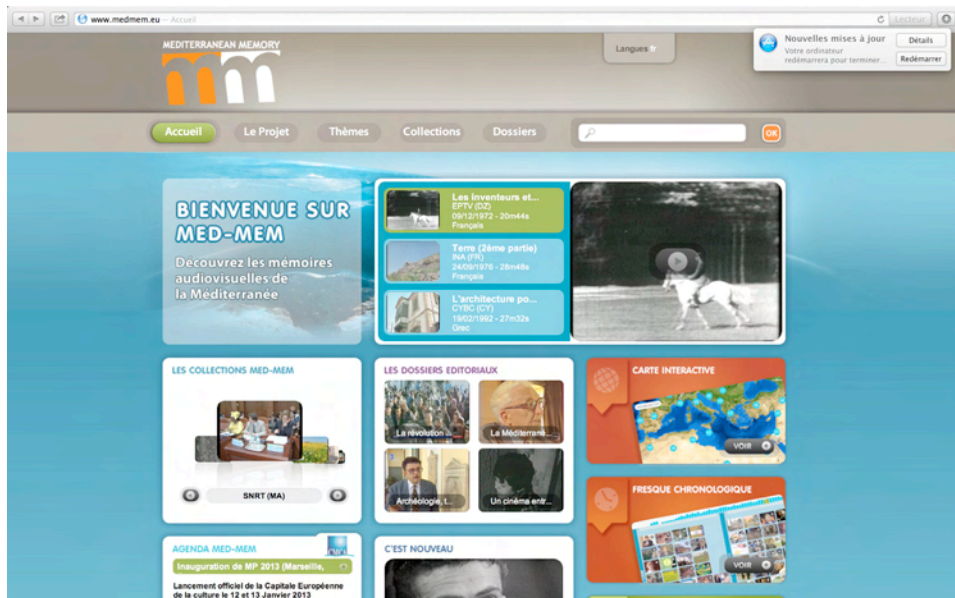 www.medmem.eu — Accueil
Lecteur
Nouvelles mises à jour
Votre ordinateur
redémarrera pour terminer...
Détails
Redémarrer
MEDITERRANEAN MEMORY
Langues fr
Accueil
Le Projet
Thèmes
Collections
Dossiers
OK
BIENVENUE SUR
MED-MEM
Découvrez les mémoires
audiovisuelles de
la Méditerranée
Les inventeurs et...
EPTV (DZ)
09/12/1972 - 20m44s
Français
Terre (2ème partie)
INA (FR)
24/09/1976 - 26m48s
Français
L'architecture po...
CYBC (CY)
19/02/1992 - 27m32s
Grec
LES COLLECTIONS MED-MEM
SNRT (MA)
LES DOSSIERS EDITORIAUX
La révolution ...
La Méditerrané...
Archéologie, t...
Un cinéma entr...
CARTE INTERACTIVE
VOIR
FRESQUE CHRONOLOGIQUE
VOIR
AGENDA MED-MEM
Inauguration de MP 2013 (Marseille,
Lancement officiel de la Capitale Européenne
de la culture le 12 et 13 Janvier 2013
C'EST NOUVEAU